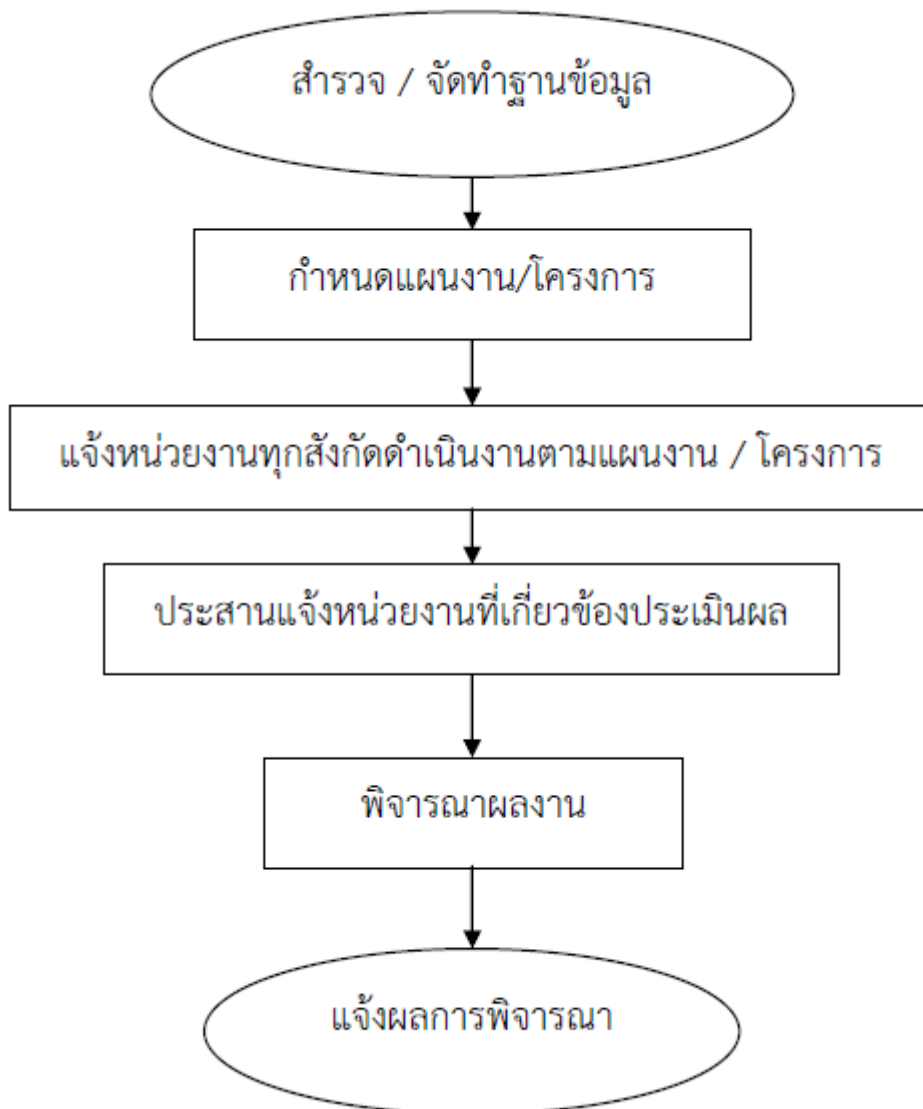 สำรวจ / จัดทำฐานข้อมูล
กำหนดแผนงาน/โครงการ
แจ้งหน่วยงานทุกสังกัดดำเนินงานตามแผนงาน / โครงการ
ประสานแจ้งหน่วยงานที่เกี่ยวข้องประเมินผล
พิจารณาผลงาน
แจ้งผลการพิจารณา